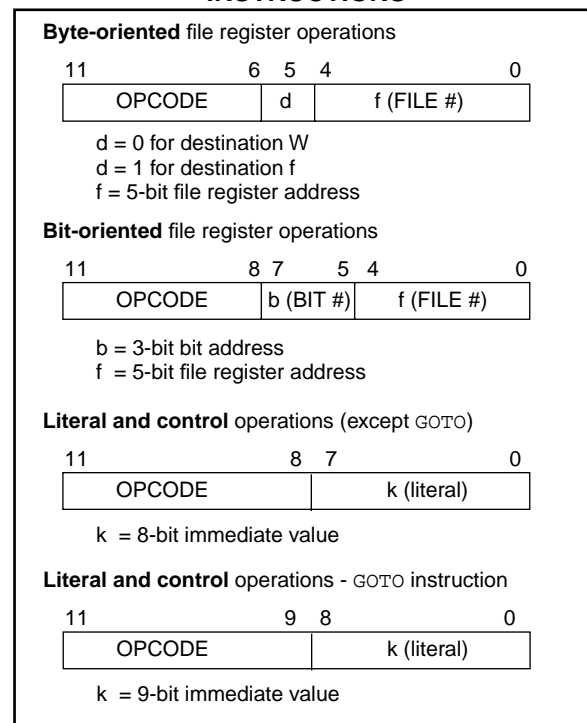 INSTRUCTIONS
Byte-oriented file register operations
11 6 5 4 0
OPCODE d f (FILE #)
d = 0 for destination W
d = 1 for destination f
f = 5-bit file register address
Bit-oriented file register operations
11 8 7 5 4 0
OPCODE b (BIT #) f (FILE #)
b = 3-bit bit address
f = 5-bit file register address
Literal and control operations (except GOTO)
11 8 7 0
OPCODE k (literal)
k = 8-bit immediate value
Literal and control operations - GOTO instruction
11 9 8 0
OPCODE k (literal)
k = 9-bit immediate value